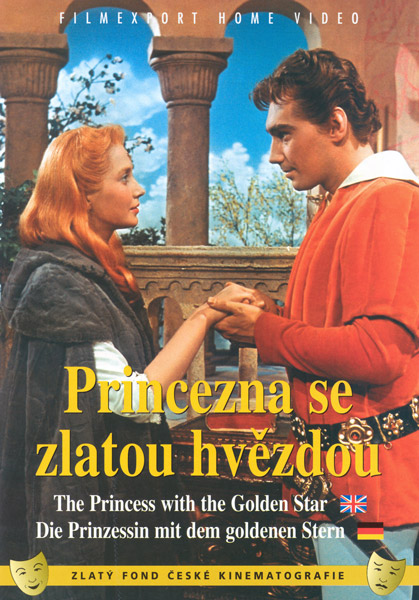 FILMEXPORT HOME VIDEO
Princezna se
zlatou hvězdou
The Princess with the Golden Star
Die Prinzessin mit dem goldenen Stern
ZLATÝ FOND ČESKÉ KINEMATOGRAFIE